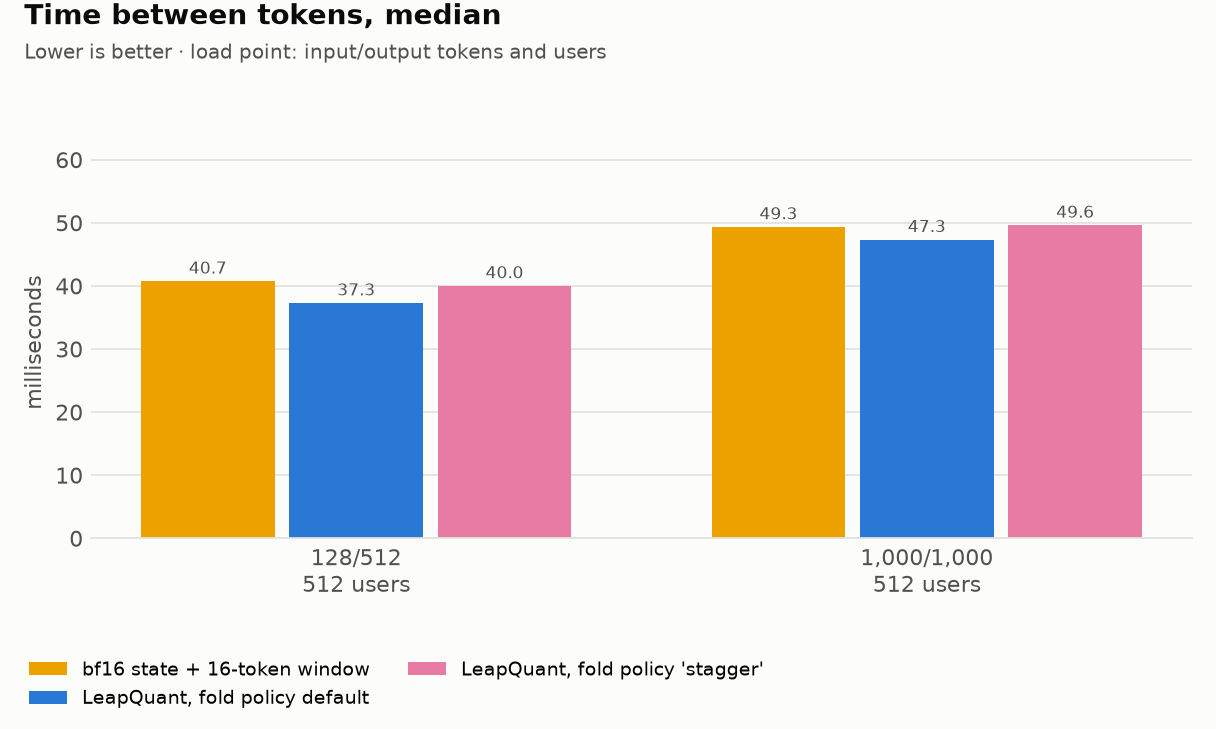 Time between tokens, median
Lower is better · load point: input/output tokens and users
milliseconds
60
50
40
30
20
10
0
40.7
37.3
40.0
49.3
47.3
49.6
128/512
512 users
1,000/1,000
512 users
bf16 state + 16-token window
LeapQuant, fold policy default
LeapQuant, fold policy 'stagger'